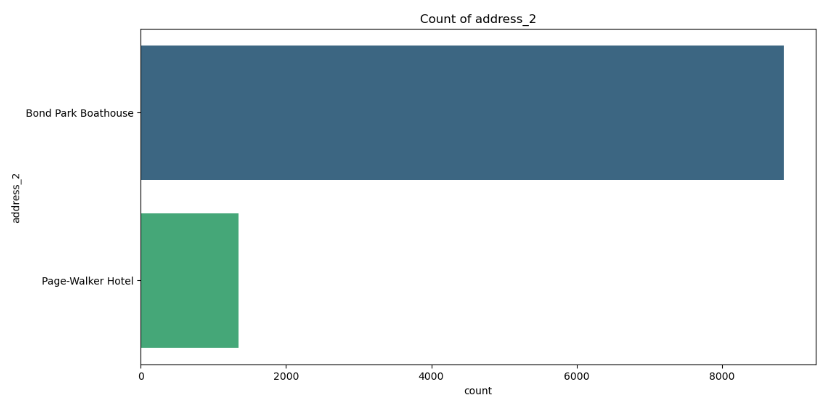 Count of address_2
address_2
Bond Park Boathouse
Page-Walker Hotel
0 2000 4000 6000 8000
count